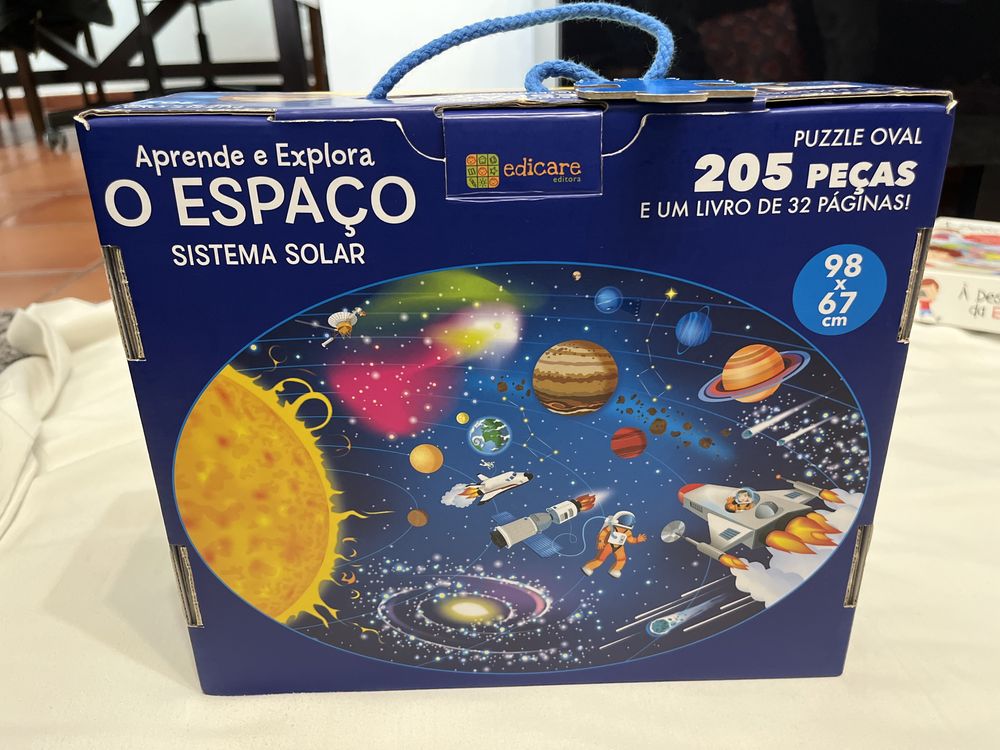 Aprende e Explora
O ESPAÇO
SISTEMA SOLAR
edicare
editora
PUZZLE OVAL
205 PEÇAS
E UM LIVRO DE 32 PÁGINAS!
98
x
67
cm
À
da